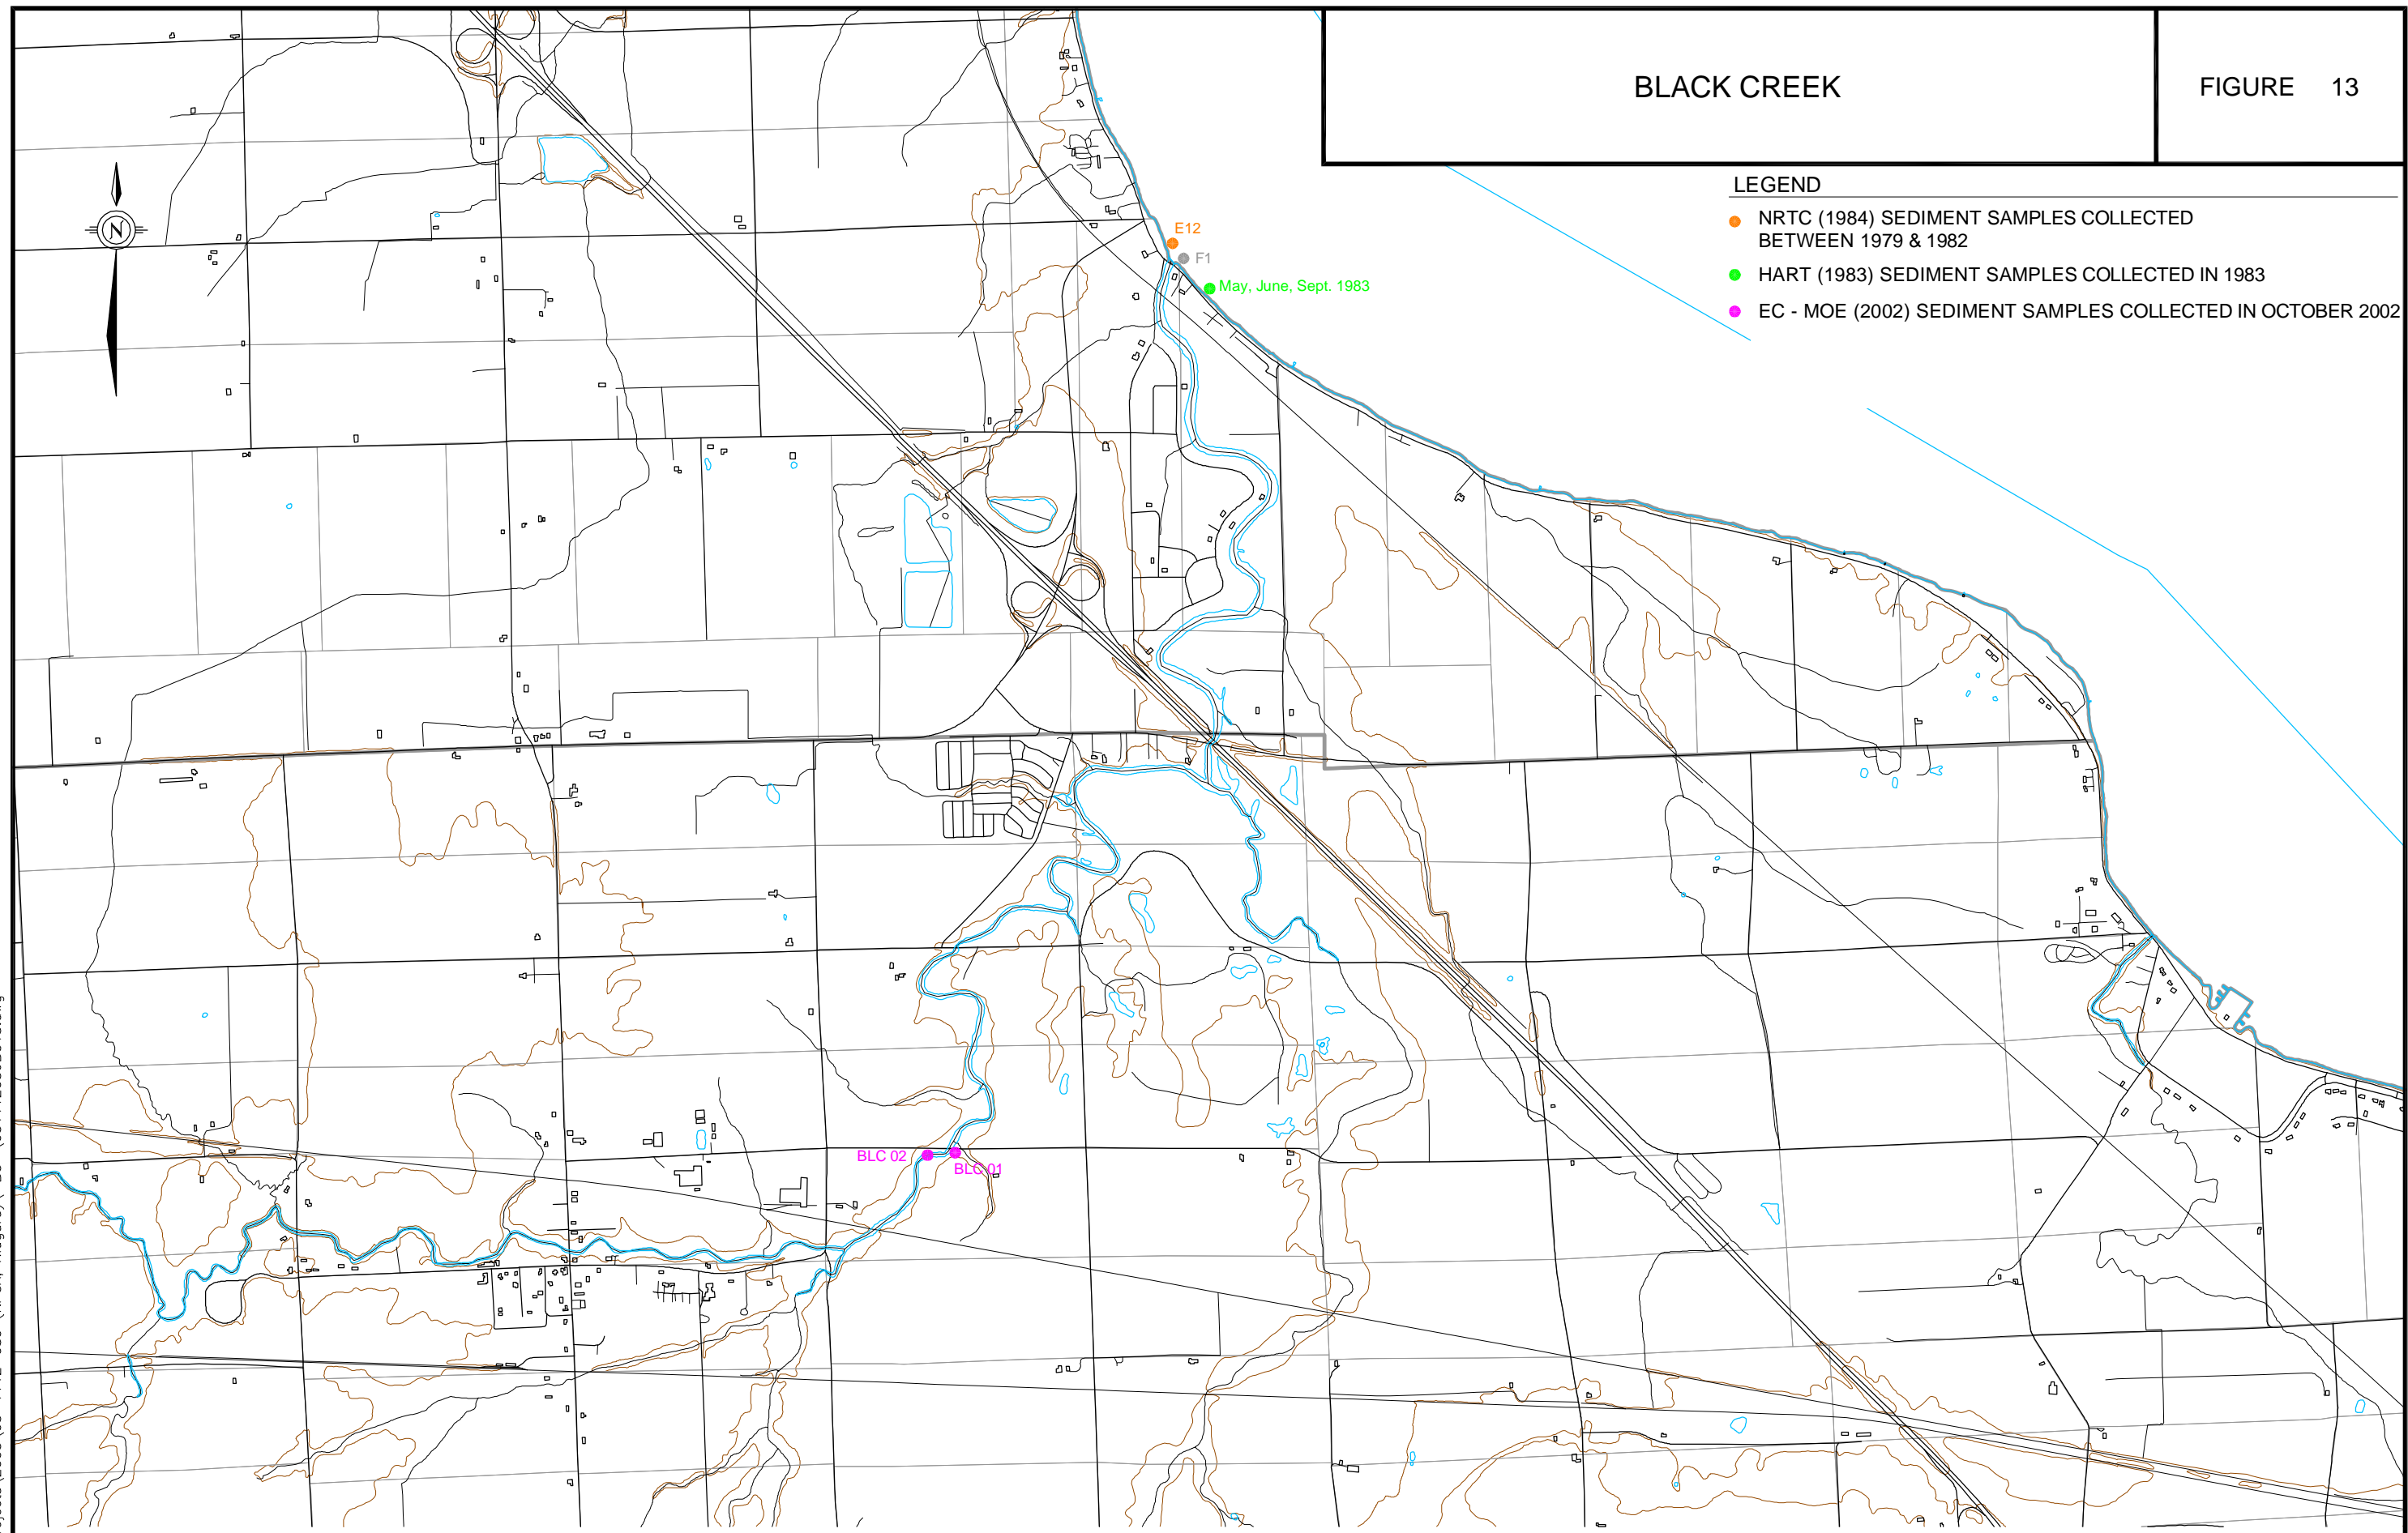 BLACK CREEK
FIGURE 13
LEGEND
NRTC (1984) SEDIMENT SAMPLES COLLECTED
BETWEEN 1979 & 1982
HART (1983) SEDIMENT SAMPLES COLLECTED IN 1983
EC - MOE (2002) SEDIMENT SAMPLES COLLECTED IN OCTOBER 2002
N
E12
F1
May, June, Sept. 1983
BLC 02
BLC 01